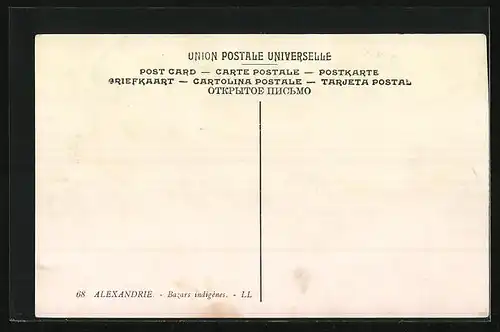 UNION POSTALE UNIVERSELLE
POST CARD — CARTE POSTALE — POSTKARTE
BRIEFKAART — CARTOLINA POSTALE — TARJETA POSTAL
ОТКРЫТОЕ ПИСЬМО
68 ALEXANDRIE. - Bazars indigènes. - LL